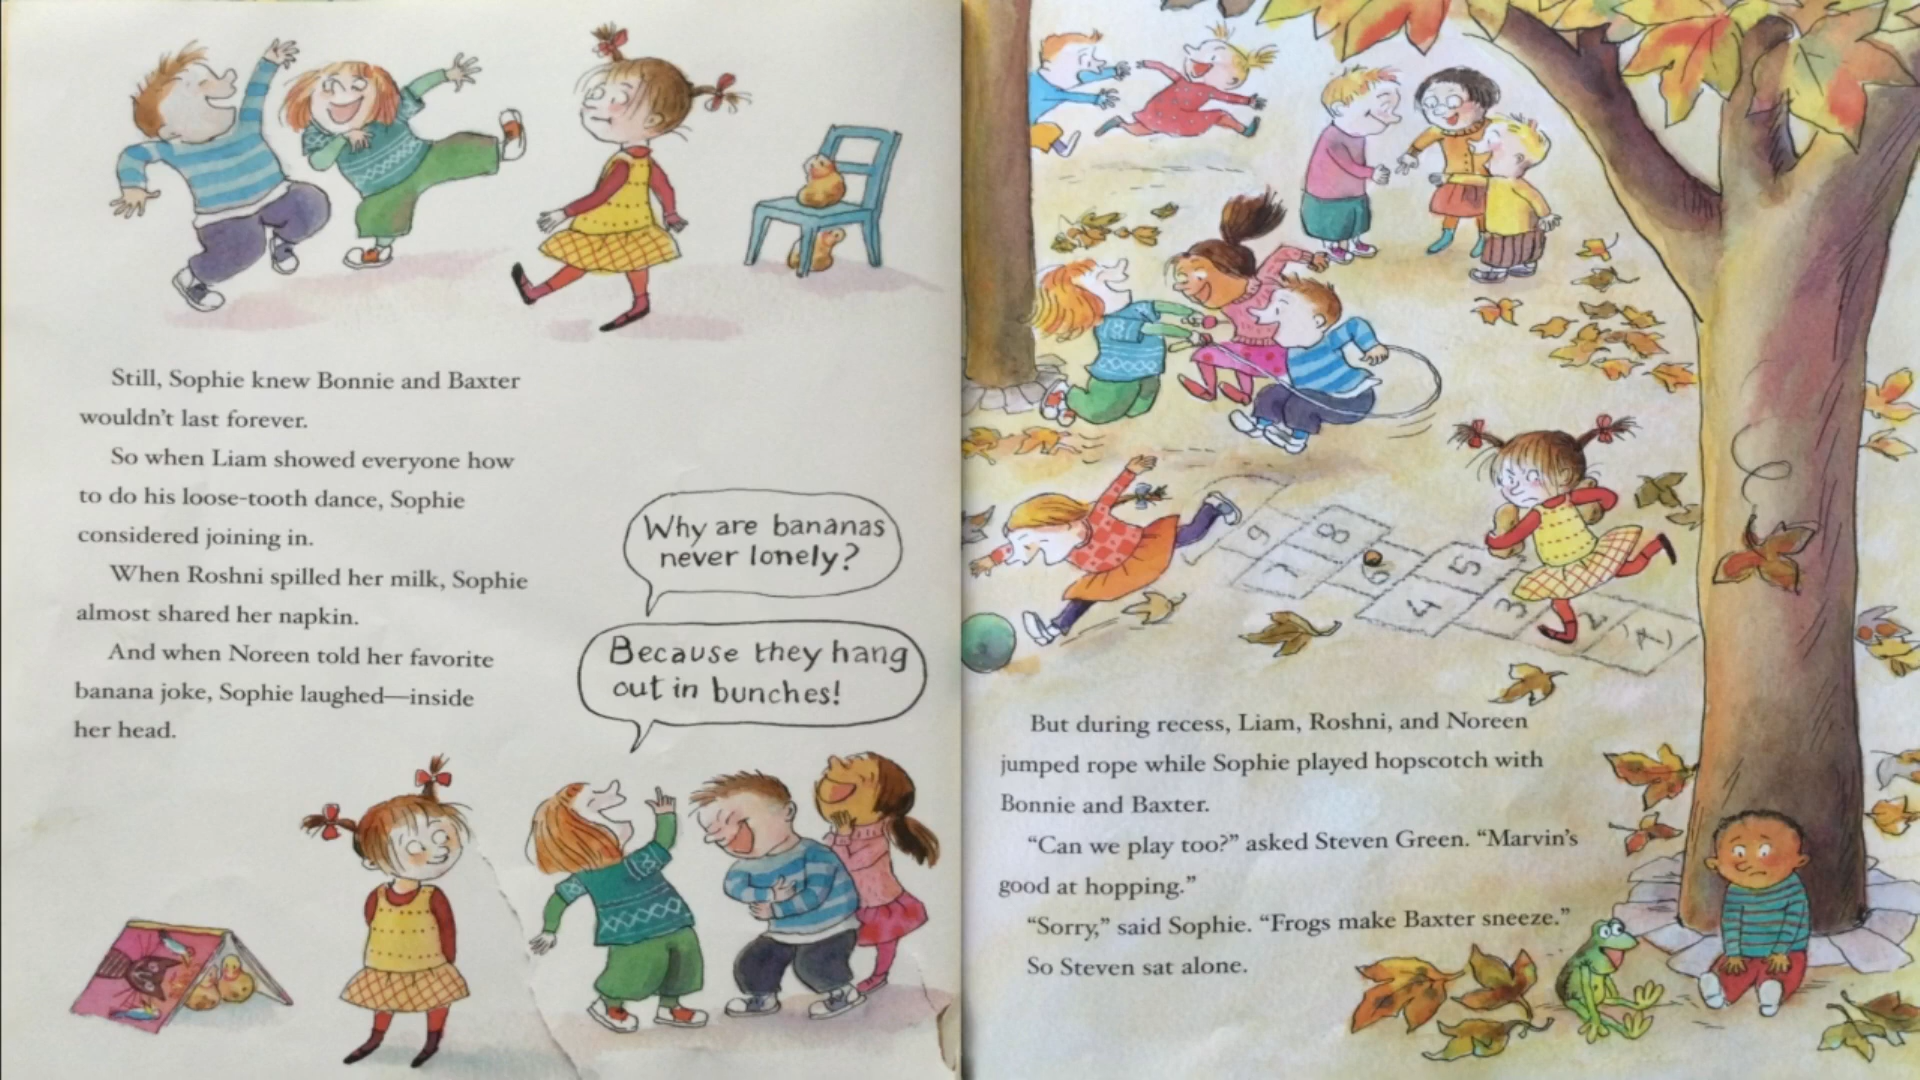 Still, Sophie knew Bonnie and Baxter
wouldn't last forever.
So when Liam showed everyone how
to do his loose-tooth dance, Sophie
considered joining in.
When Roshni spilled her milk, Sophie
almost shared her napkin.
And when Noreen told her favorite
banana joke, Sophie laughed—inside
her head.
Why are bananas
never lonely?
Because they hang
out in bunches!
9 8
7 6 5
4 3 2 1
But during recess, Liam, Roshni, and Noreen
jumped rope while Sophie played hopscotch with
Bonnie and Baxter.
“Can we play too?” asked Steven Green. “Marvin’s
good at hopping.”
“Sorry,” said Sophie. “Frogs make Baxter sneeze.”
So Steven sat alone.